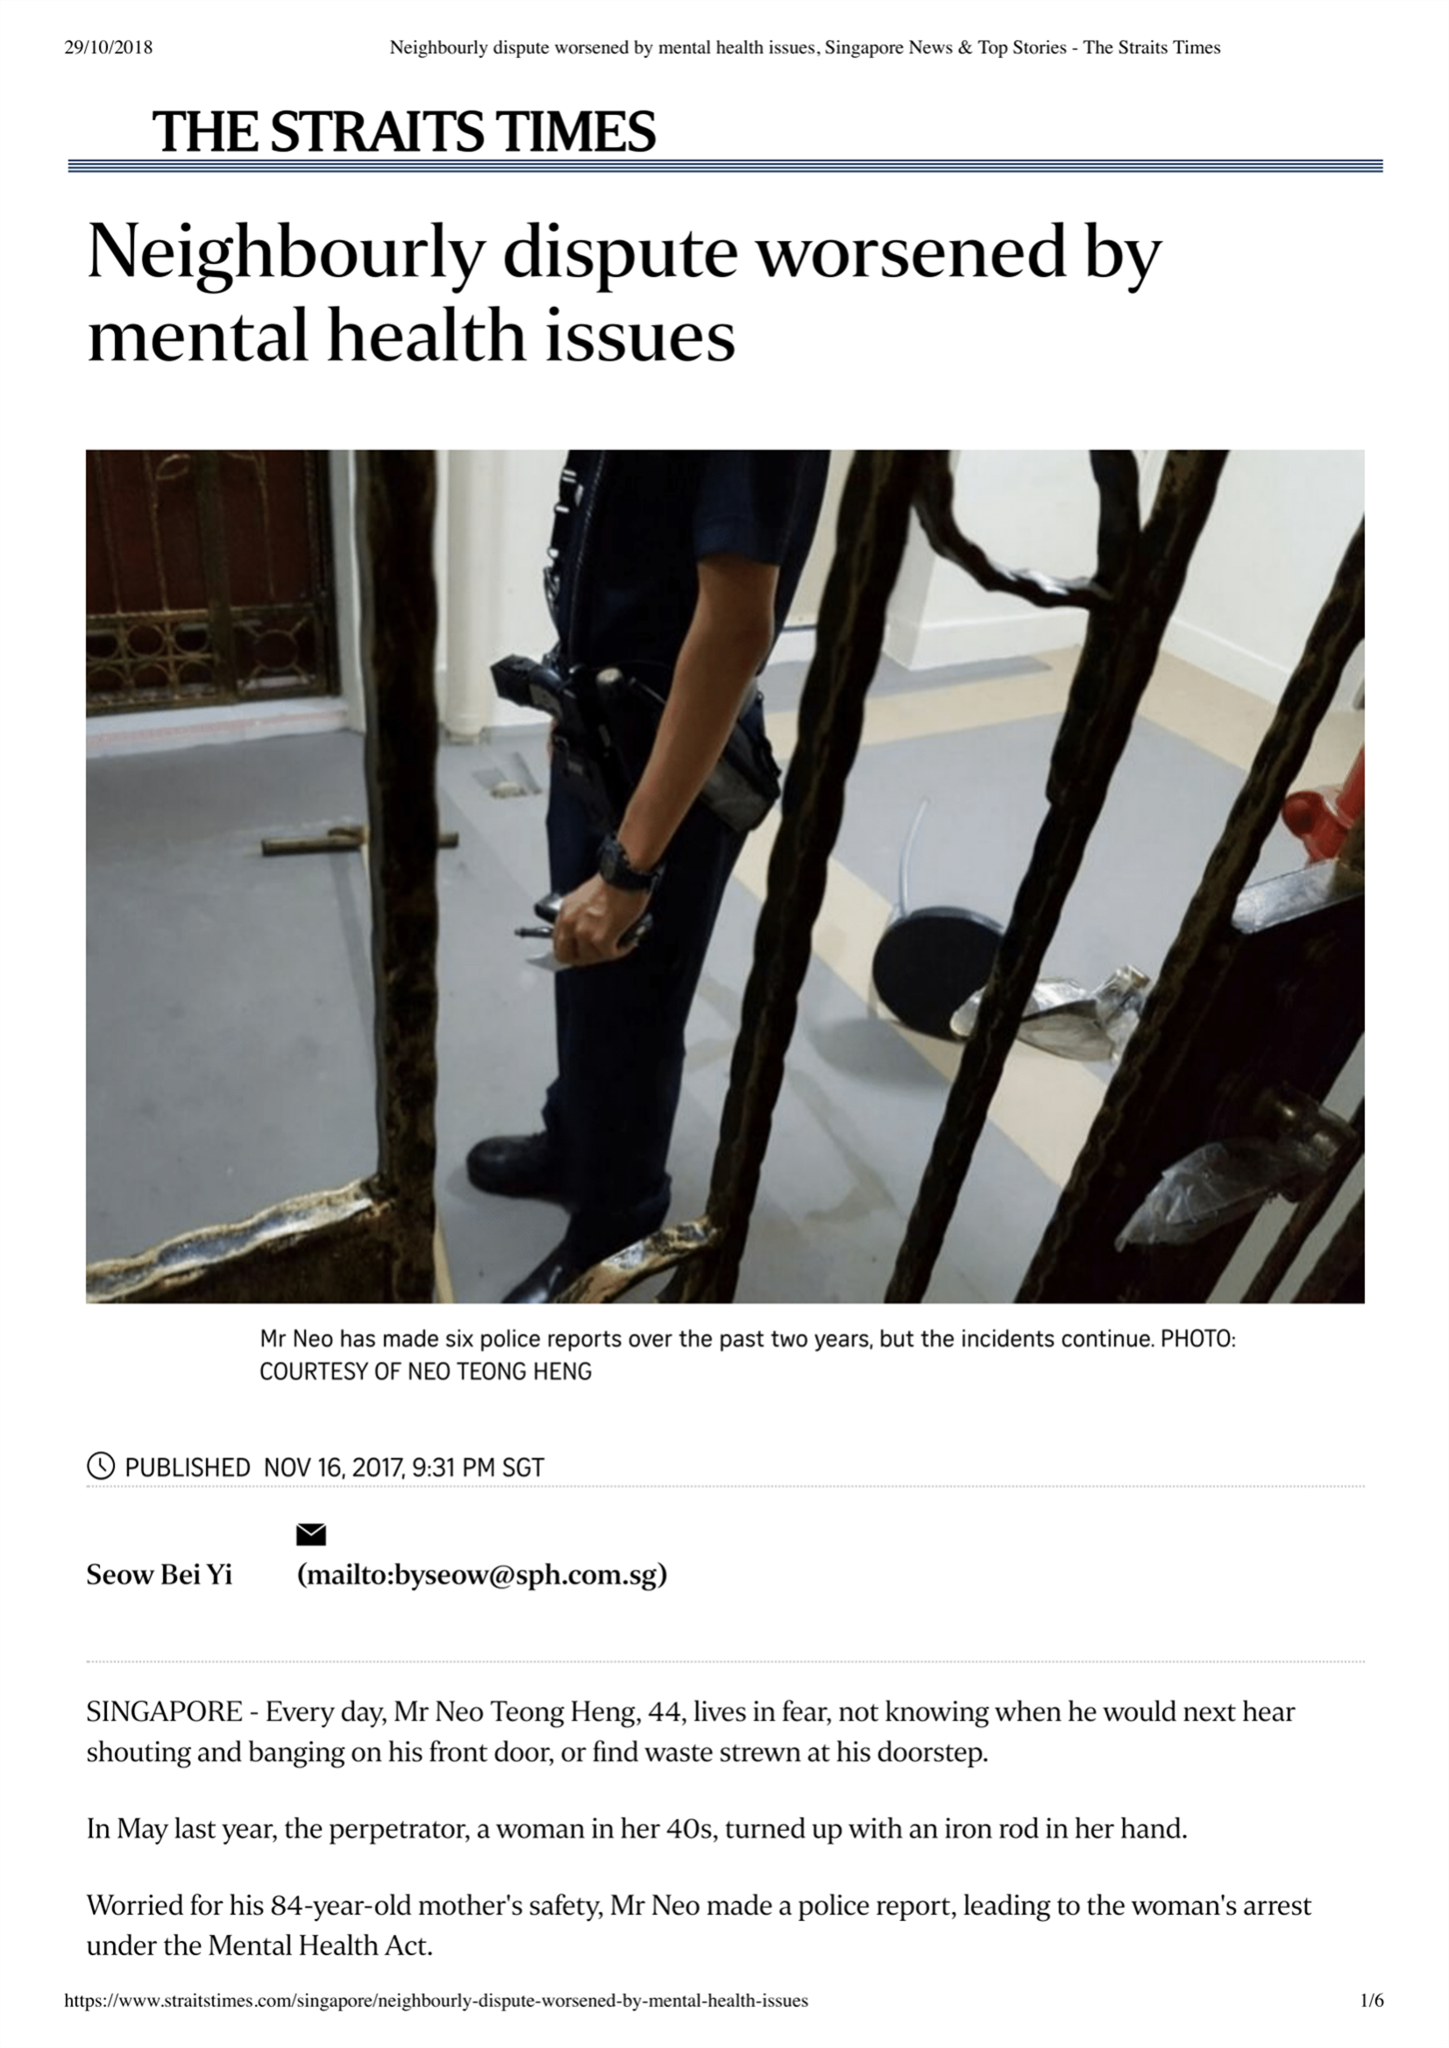 29/10/2018 Neighbourly dispute worsened by mental health issues, Singapore News & Top Stories - The Straits Times
THE STRAITS TIMES
Neighbourly dispute worsened by
mental health issues
Mr Neo has made six police reports over the past two years, but the incidents continue. PHOTO:
COURTESY OF NEO TEONG HENG
PUBLISHED NOV 16, 2017, 9:31 PM SGT
Seow Bei Yi (mailto:byseow@sph.com.sg)
SINGAPORE - Every day, Mr Neo Teong Heng, 44, lives in fear, not knowing when he would next hear
shouting and banging on his front door, or find waste strewn at his doorstep.
In May last year, the perpetrator, a woman in her 40s, turned up with an iron rod in her hand.
Worried for his 84-year-old mother's safety, Mr Neo made a police report, leading to the woman's arrest
under the Mental Health Act.
https://www.straitstimes.com/singapore/neighbourly-dispute-worsened-by-mental-health-issues 1/6